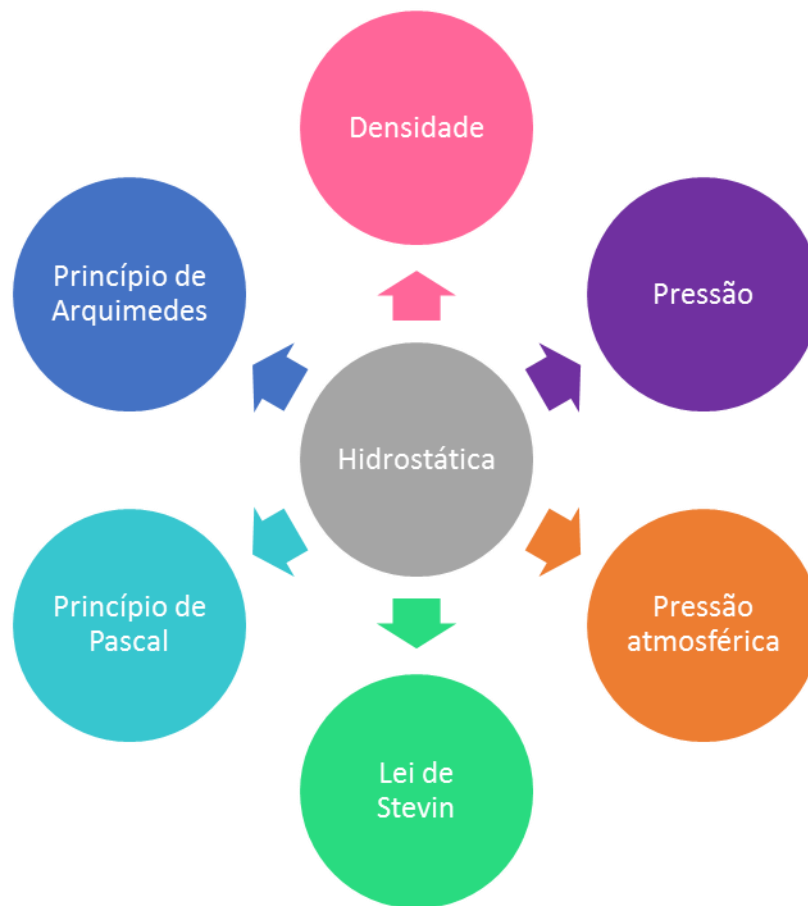 Densidade
Princípio de
Arquimedes
Pressão
Hidrostática
Princípio de
Pascal
Pressão
atmosférica
Lei de
Stevin